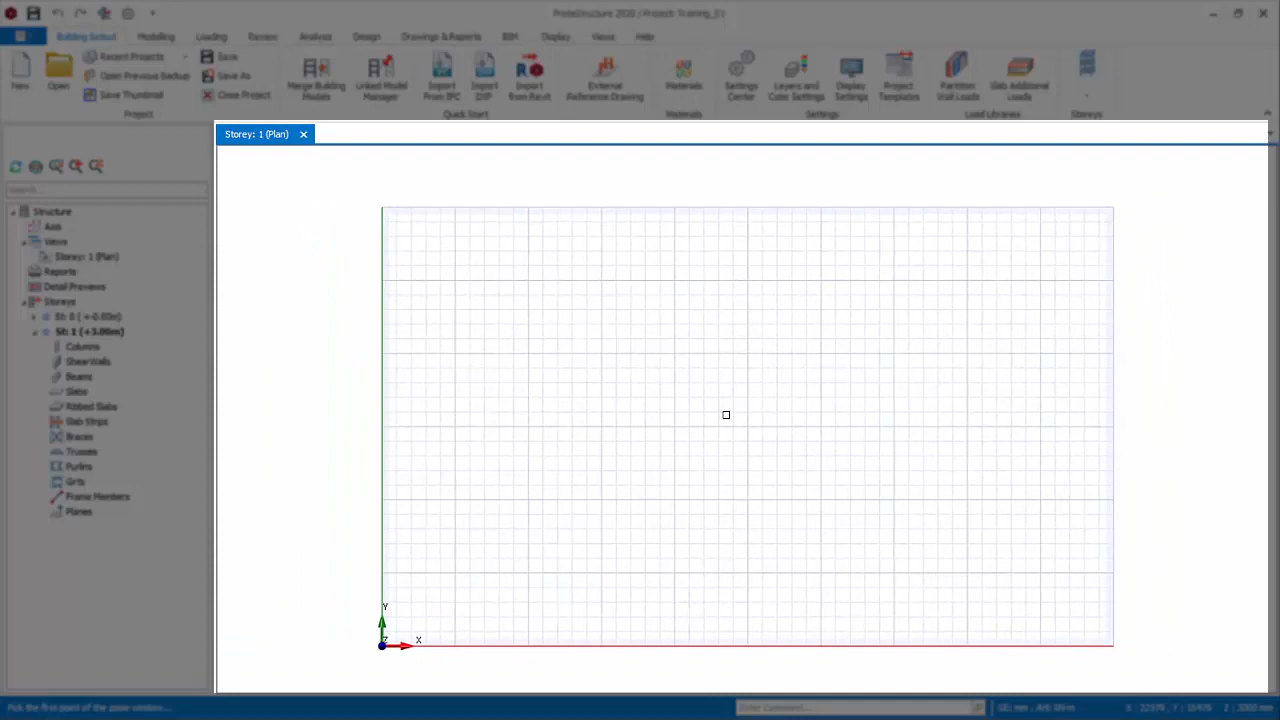 ProtaStructure 2020 / Project: Training_01
Building Setout Modelling Loading Review Analysis Design Drawings & Reports BIM Display Views Help
New
Open
Recent Projects
Open Previous Backup
Save Thumbnail
Save
Save As
Close Project
Project
Merge Building Models
Linked Model Manager
Import From IFC
Import DXF
Import from Revit
Quick Start
External Reference Drawing
Materials
Materials
Settings Center
Layers and Color Settings
Display Settings
Project Templates
Settings
Partition Wall Loads
Slab Additional Loads
Load Libraries
Storeys
Storey: 1 (Plan)
Search...
Structure
Axis
Views
Storey: 1 (Plan)
Reports
Detail Previews
Storeys
St: 0 ( +-0.00m)
St: 1 (+3.00m)
Columns
ShearWalls
Beams
Slabs
Ribbed Slabs
Slab Strips
Braces
Trusses
Purlins
Girts
Frame Members
Planes
Y
Z
X
Pick the first point of the zoom window....
Enter Command...